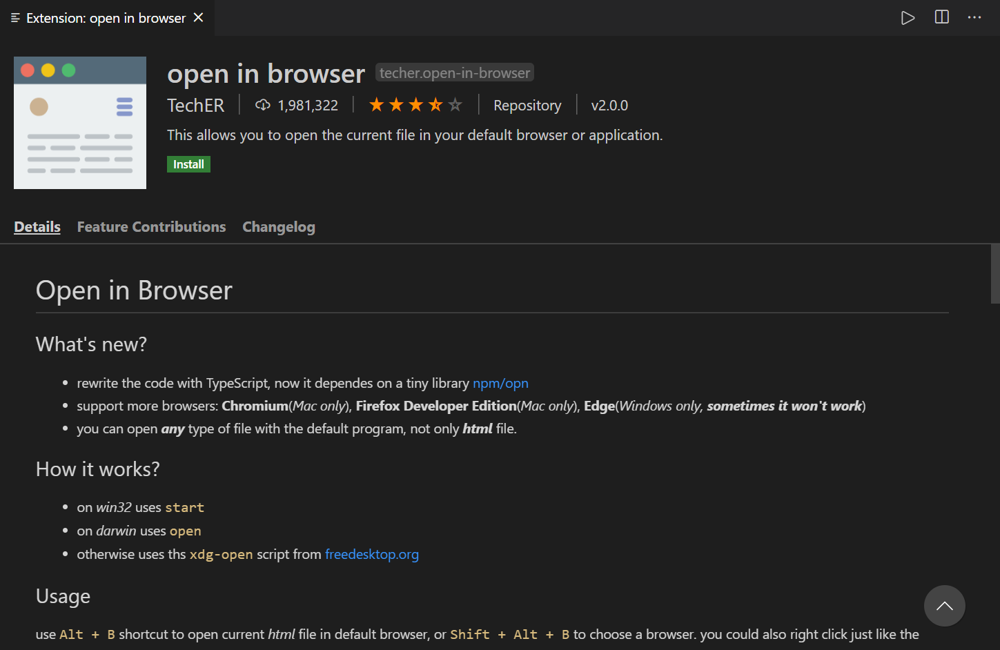 Extension: open in browser
open in browser techer.open-in-browser
TechER 1,981,322 Repository v2.0.0
This allows you to open the current file in your default browser or application.
Install
Details Feature Contributions Changelog
Open in Browser
What's new?
rewrite the code with TypeScript, now it dependes on a tiny library npm/opn
support more browsers: Chromium(Mac only), Firefox Developer Edition(Mac only), Edge(Windows only, sometimes it won't work)
you can open any type of file with the default program, not only html file.
How it works?
on win32 uses start
on darwin uses open
otherwise uses ths xdg-open script from freedesktop.org
Usage
use Alt + B shortcut to open current html file in default browser, or Shift + Alt + B to choose a browser. you could also right click just like the